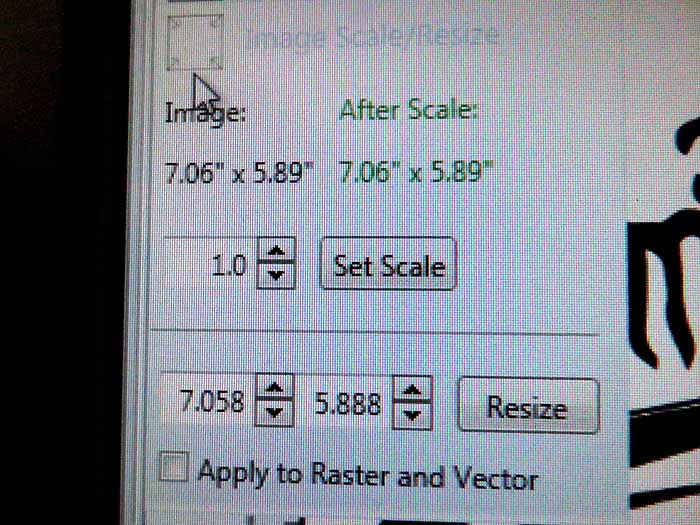 Image Scale/Resize
Image: After Scale:
7.06" x 5.89" 7.06" x 5.89"
1.0 Set Scale
7.058 5.888 Resize
Apply to Raster and Vector